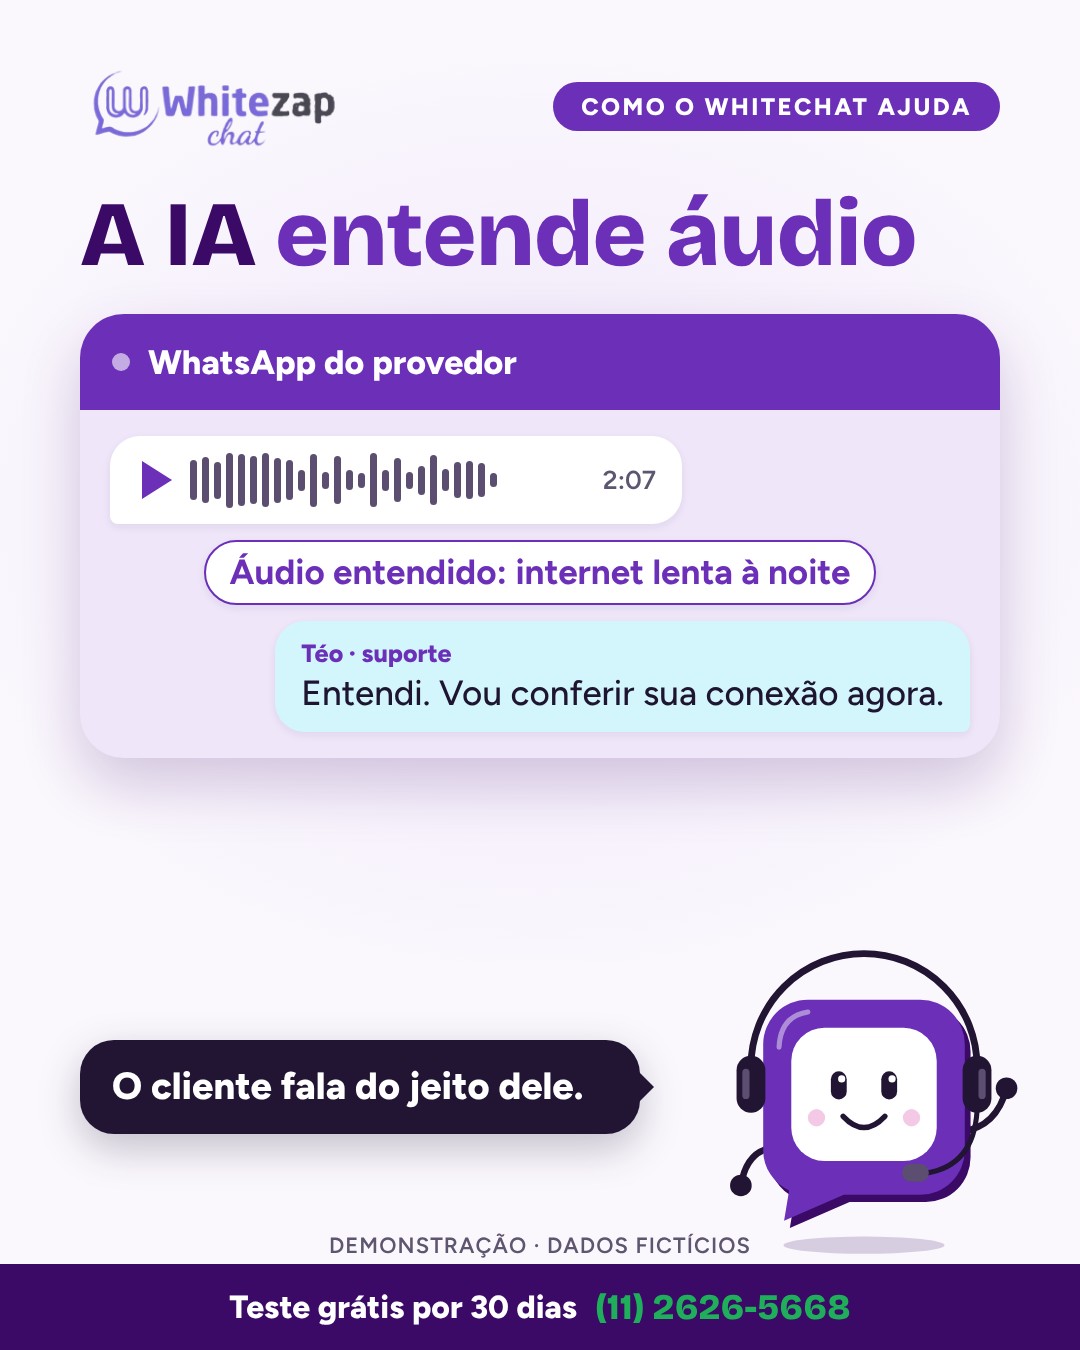 Whitezap
chat
COMO O WHITECHAT AJUDA
A IA entende áudio
WhatsApp do provedor
2:07
Áudio entendido: internet lenta à noite
Téo · suporte
Entendi. Vou conferir sua conexão agora.
O cliente fala do jeito dele.
DEMONSTRAÇÃO · DADOS FICTÍCIOS
Teste grátis por 30 dias (11) 2626-5668